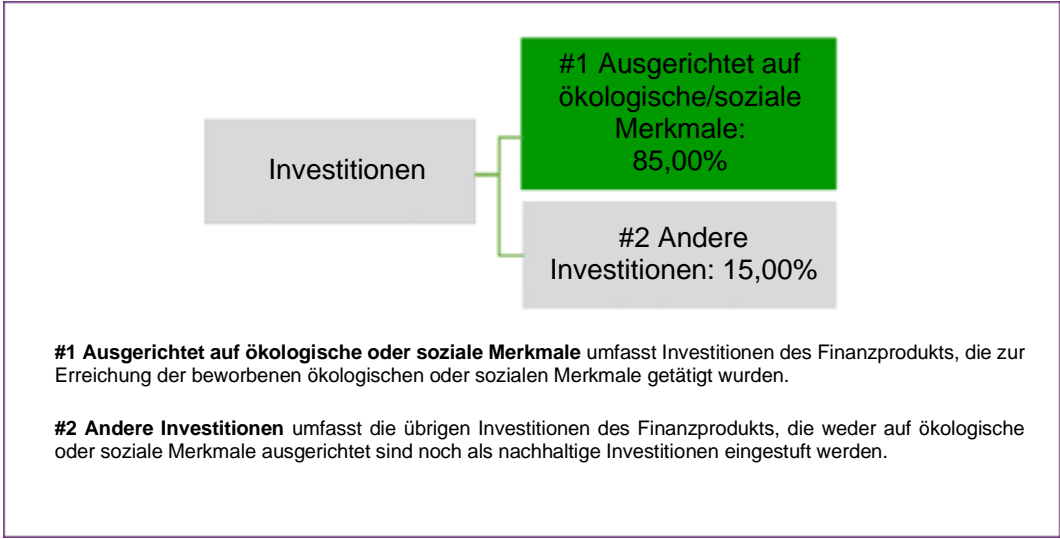 #1 Ausgerichtet auf
ökologische/soziale
Merkmale:
85,00%
Investitionen
#2 Andere
Investitionen: 15,00%
#1 Ausgerichtet auf ökologische oder soziale Merkmale umfasst Investitionen des Finanzprodukts, die zur
Erreichung der beworbenen ökologischen oder sozialen Merkmale getätigt wurden.
#2 Andere Investitionen umfasst die übrigen Investitionen des Finanzprodukts, die weder auf ökologische
oder soziale Merkmale ausgerichtet sind noch als nachhaltige Investitionen eingestuft werden.